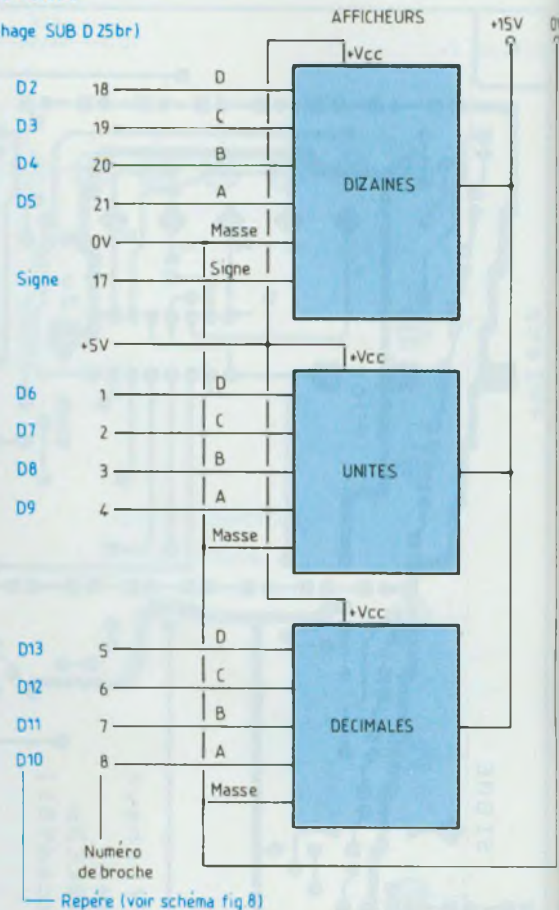 AFFICHEURS
hage SUB D 25br)
+15V
+Vcc
D2 18 D
D3 19 C
D4 20 B
D5 21 A
DIZAINES
0V Masse
Signe 17 Signe
+5V
+Vcc
D6 1 D
D7 2 C
D8 3 B
D9 4 A
UNITES
Masse
+Vcc
D13 5 D
D12 6 C
D11 7 B
D10 8 A
DECIMALES
Masse
Numéro
de broche
Repére (voir schéma fig.8)